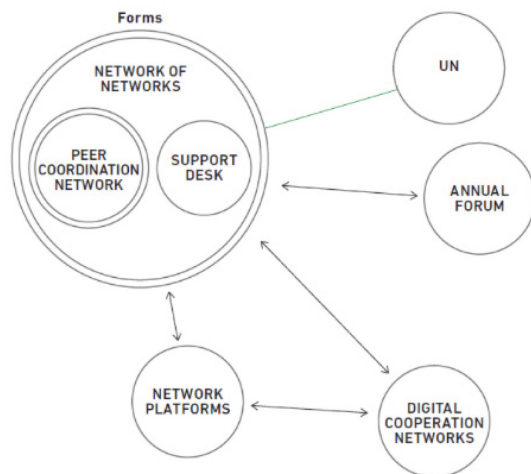 Forms
NETWORK OF
NETWORKS
PEER
COORDINATION
NETWORK
SUPPORT
DESK
UN
ANNUAL
FORUM
NETWORK
PLATFORMS
DIGITAL
COOPERATION
NETWORKS